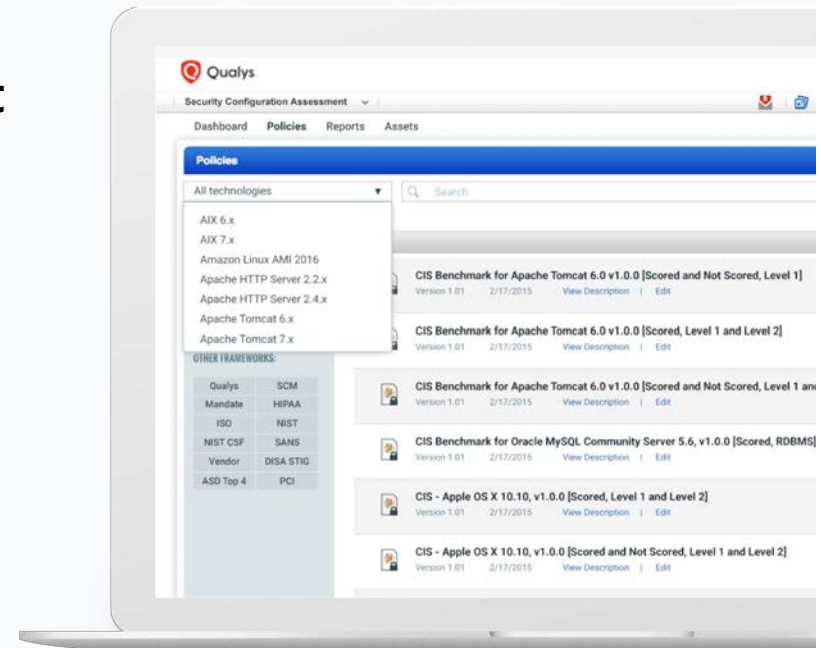 t
Qualys
Security Configuration Assessment
Dashboard Policies Reports Assets
Policies
All technologies Search
AIX 6.x
AIX 7.x
Amazon Linux AMI 2016
Apache HTTP Server 2.2.x
Apache HTTP Server 2.4.x
Apache Tomcat 6.x
Apache Tomcat 7.x
OTHER FRAMEWORKS:
Qualys SCM
Mandate HIPAA
ISO NIST
NIST CSF SANS
Vendor DISA STIG
ASD Top 4 PCI
CIS Benchmark for Apache Tomcat 6.0 v1.0.0 [Scored and Not Scored, Level 1]
Version 1.01 2/17/2015 View Description | Edit
CIS Benchmark for Apache Tomcat 6.0 v1.0.0 [Scored, Level 1 and Level 2]
Version 1.01 2/17/2015 View Description | Edit
CIS Benchmark for Apache Tomcat 6.0 v1.0.0 [Scored and Not Scored, Level 1 and
Version 1.01 2/17/2015 View Description | Edit
CIS Benchmark for Oracle MySQL Community Server 5.6, v1.0.0 [Scored, RDBMS]
Version 1.01 2/17/2015 View Description | Edit
CIS - Apple OS X 10.10, v1.0.0 [Scored, Level 1 and Level 2]
Version 1.01 2/17/2015 View Description | Edit
CIS - Apple OS X 10.10, v1.0.0 [Scored and Not Scored, Level 1 and Level 2]
Version 1.01 2/17/2015 View Description | Edit